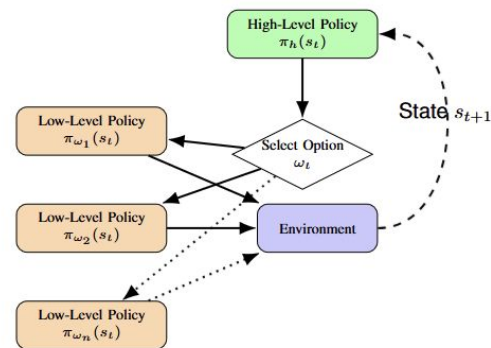 High-Level Policy
π_h(s_t)
State s_{t+1}
Low-Level Policy
π_{ω_1}(s_t)
Select Option
ω_t
Low-Level Policy
π_{ω_2}(s_t)
Environment
Low-Level Policy
π_{ω_n}(s_t)